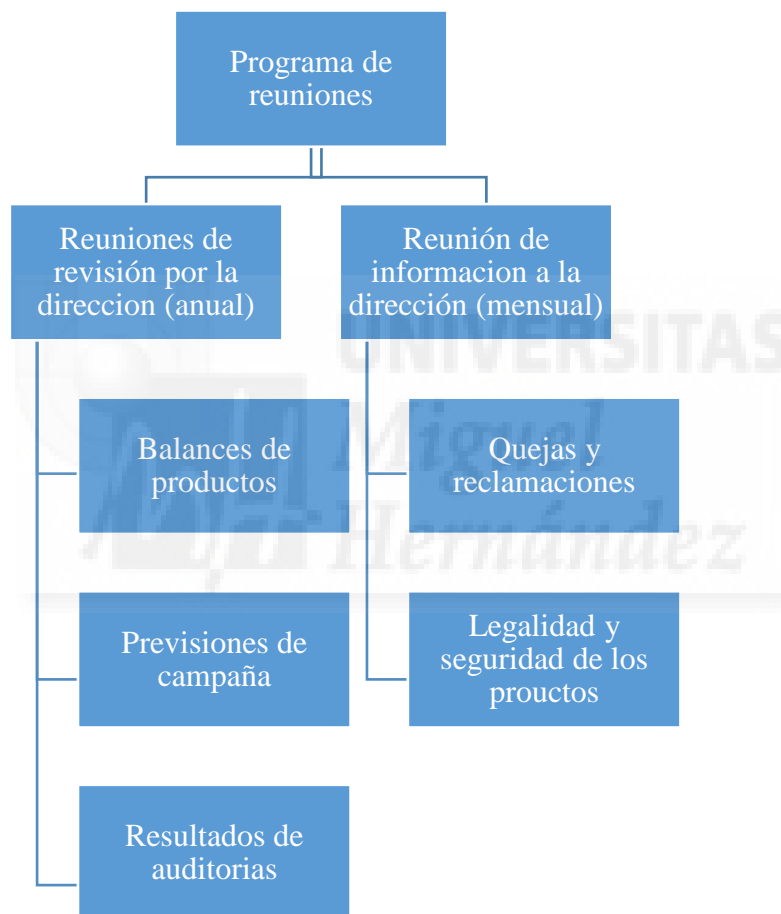 Programa de
reuniones
Reuniones de
revisión por la
direccion (anual)
Reunión de
informacion a la
dirección (mensual)
UNIVERSITAS
Miguel
Hernández
Balances de
productos
Quejas y
reclamaciones
Previsiones de
campaña
Legalidad y
seguridad de los
prouctos
Resultados de
auditorias